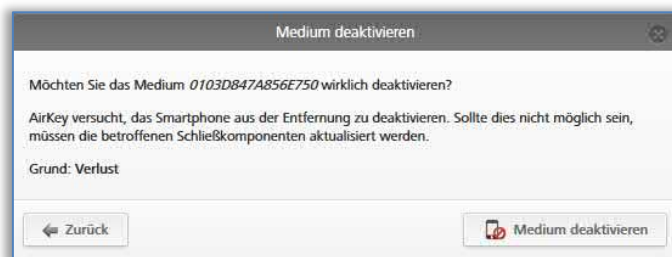 Medium deaktivieren
Möchten Sie das Medium 0103D847A856E750 wirklich deaktivieren?
AirKey versucht, das Smartphone aus der Entfernung zu deaktivieren. Sollte dies nicht möglich sein,
müssen die betroffenen Schließkomponenten aktualisiert werden.
Grund: Verlust
Zurück
Medium deaktivieren